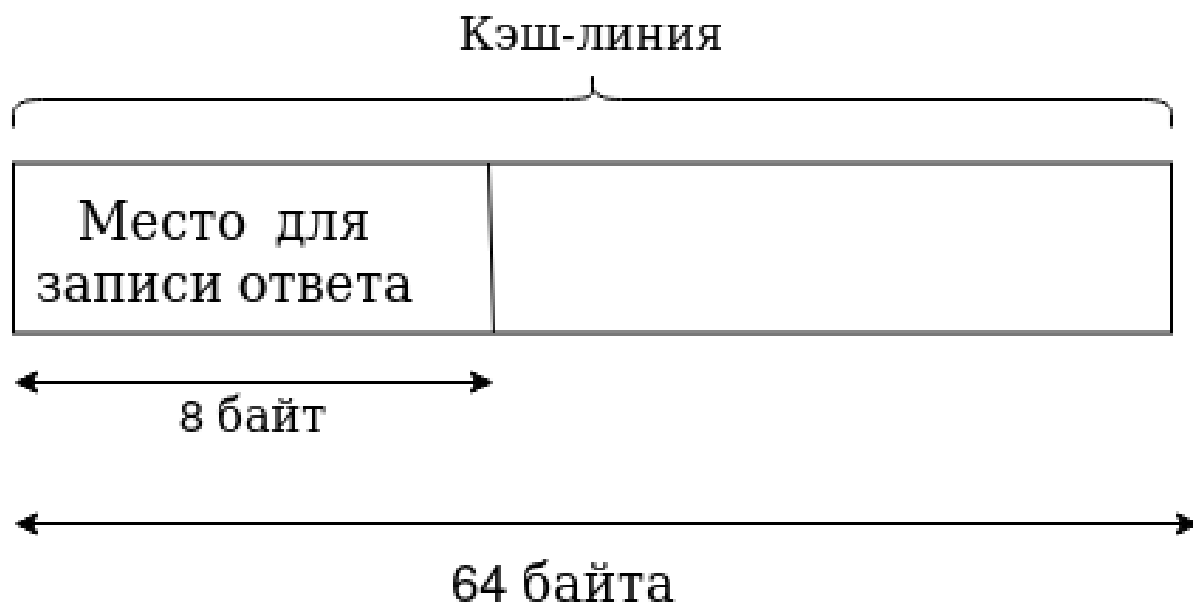 Кэш-линия
Место для
записи ответа
8 байт
64 байта